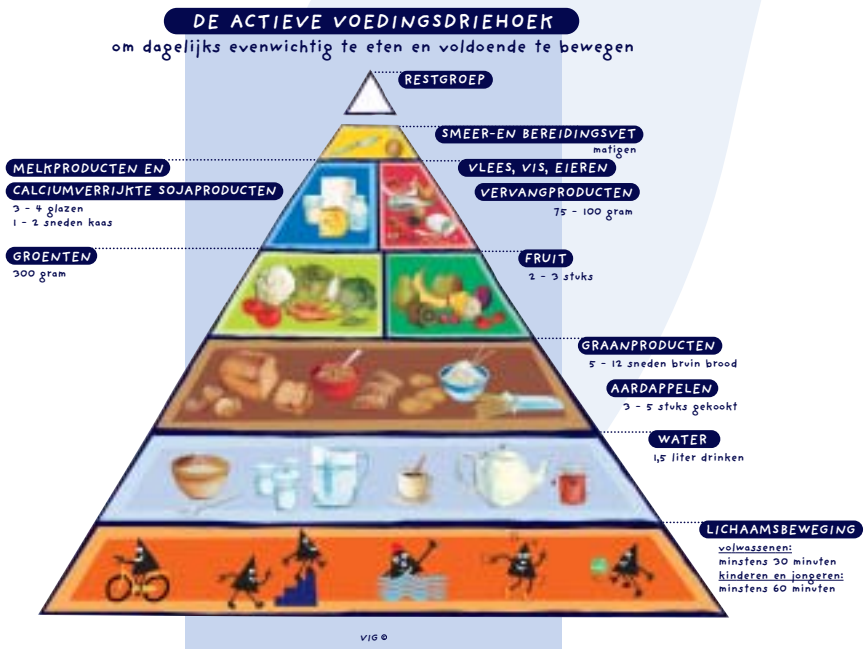 DE ACTIEVE VOEDINGSDRIEHOEK
om dagelijks evenwichtig te eten en voldoende te bewegen
RESTGROEP
SMEER-EN BEREIDINGSVET
matigen
MELKPRODUCTEN EN
CALCIUMVERRIJKTE SOJAPRODUCTEN
3 - 4 glazen
1 - 2 sneden kaas
VLEES, VIS, EIEREN
VERVANGPRODUCTEN
75 - 100 gram
GROENTEN
300 gram
FRUIT
2 - 3 stuks
GRAANPRODUCTEN
5 - 12 sneden bruin brood
AARDAPPELEN
3 - 5 stuks gekookt
WATER
1,5 liter drinken
LICHAAMSBEWEGING
volwassenen:
minstens 30 minuten
kinderen en jongeren:
minstens 60 minuten
VIG ©